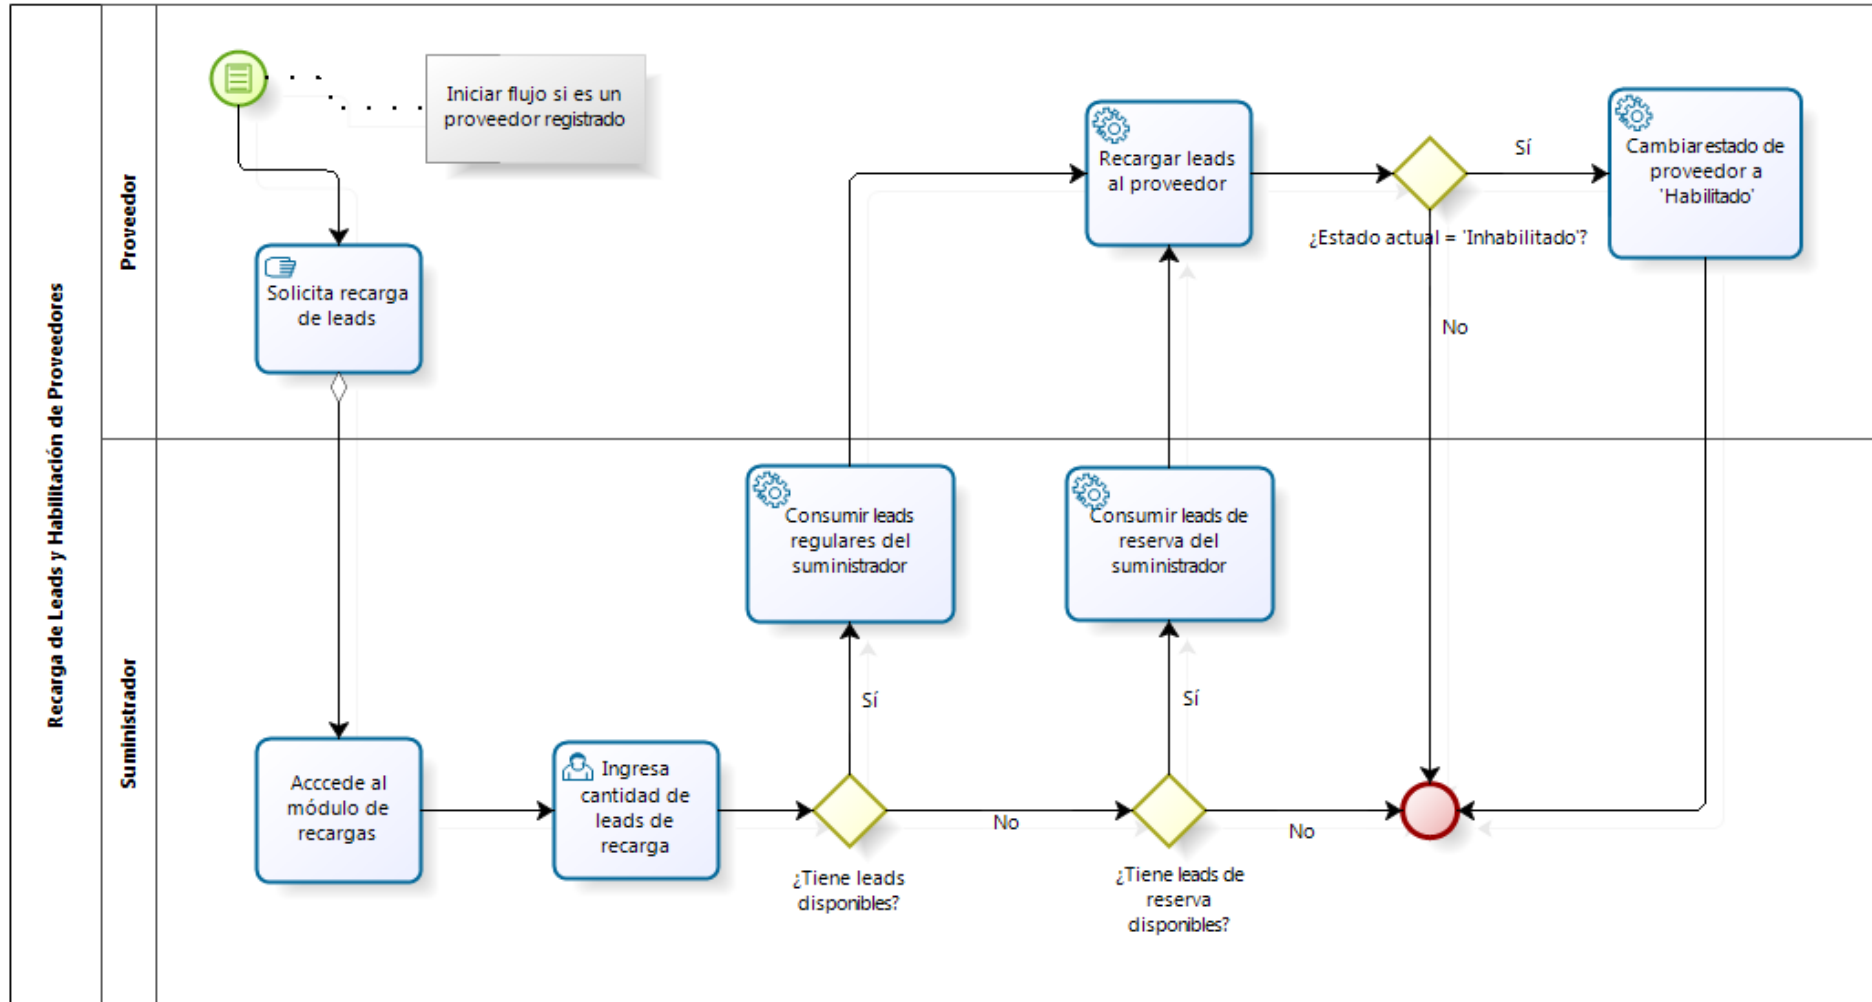 Recarga de Leads y Habilitación de Proveedores
Proveedor
Iniciar flujo si es un
proveedor registrado
Solicita recarga
de leads
Recargar leads
al proveedor
¿Estado actual = 'Inhabilitado'?
Sí
No
Cambiar estado de
proveedor a
'Habilitado'
Suministrador
Acccede al
módulo de
recargas
Ingresa
cantidad de
leads de
recarga
¿Tiene leads
disponibles?
Sí
No
Consumir leads
regulares del
suministrador
¿Tiene leads de
reserva
disponibles?
Sí
No
Consumir leads de
reserva del
suministrador